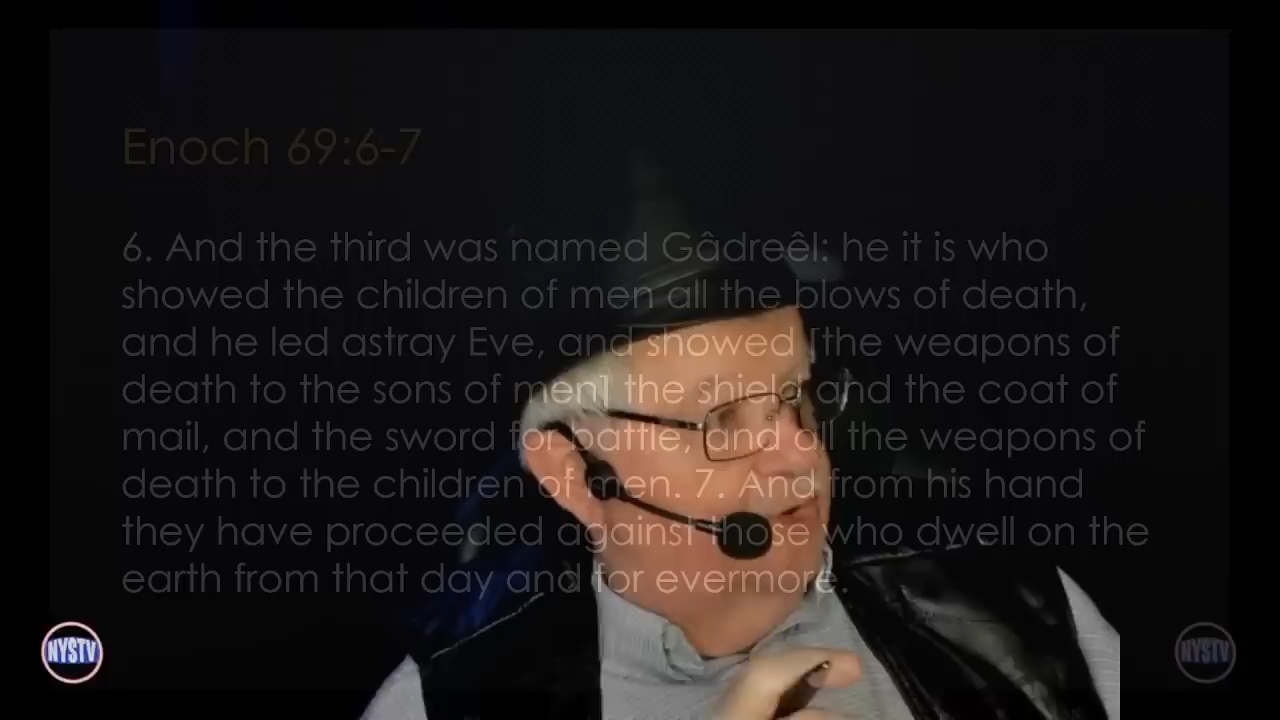 Enoch 69:6-7
6. And the third was named Gâdreêl: he it is who
showed the children of men all the blows of death,
and he led astray Eve, and showed [the weapons of
death to the sons of men] the shield and the coat of
mail, and the sword for battle, and all the weapons of
death to the children of men. 7. And from his hand
they have proceeded against those who dwell on the
earth from that day and for evermore.
NYSTV
NYSTV